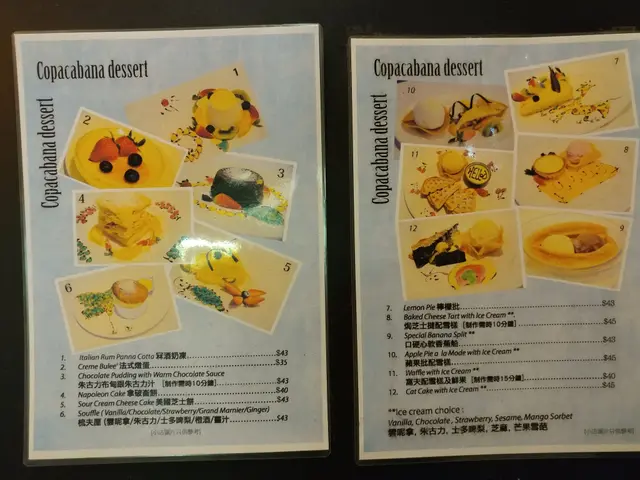 Copacabana dessert
Copacabana dessert
1
2
3
4
5
6
1. Italian Rum Panna Cotta 冧酒奶凍 $43
2. Creme Bulee' 法式燉蛋 $35
3. Chocolate Pudding with Warm Chocolate Sauce
朱古力布甸跟朱古力汁 [制作需時10分鐘] $43
4. Napoleon Cake 拿破崙餅 $40
5. Sour Cream Cheese Cake 美國芝士餅 $43
6. Souffle ( Vanilla/Chocolate/Strawberry/Grand Marnier/Ginger)
梳夫厘 (雲呢拿/朱古力/士多啤梨/橙酒/薑汁) $43
Copacabana dessert
Copacabana dessert
7
10
8
11
9
12
7. Lemon Pie 檸檬批 $43
8. Baked Cheese Tart with Ice Cream **
焗芝士撻配雪糕 [制作需時10分鐘] $43
9. Special Banana Split **
口硬心軟香蕉船 $43
10. Apple Pie a la Mode with Ice Cream **
蘋果批配雪糕 $45
11. Waffle with Ice Cream **
窩夫配雪糕及鮮果 [制作需時15分鐘] $40
12. Cat Cake with Ice Cream ** $45
**Ice cream choice :
Vanilla, Chocolate , Strawberry, Sesame, Mango Sorbet
雲呢拿, 朱古力, 士多啤梨, 芝麻, 芒果雪葩